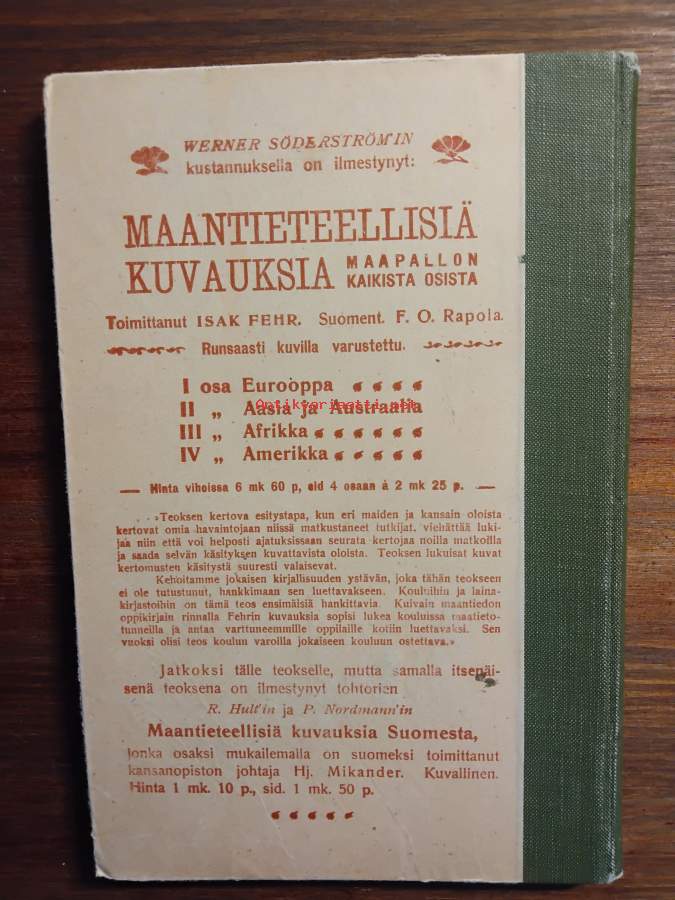 WERNER SÖDERSTRÖM'IN
kustannuksella on ilmestynyt:
MAANTIETEELLISIÄ
KUVAUKSIA MAAPALLON
KAIKISTA OSISTA
Toimittanut ISAK FEHR. Suoment. F. O. Rapola.
Runsaasti kuvilla varustettu.
I osa Eurooppa
Antikvariaatti.net
II „ Aasia ja Austraalia
III „ Afrikka
IV „ Amerikka
— Hinta vihoissa 6 mk 60 p, sid 4 osaan à 2 mk 25 p. —
»Teoksen kertova esitystapa, kun eri maiden ja kansain oloista
kertovat omia havaintojaan niissä matkustaneet tutkijat, viehättää luki-
jaa niin että voi helposti ajatuksissaan seurata kertojaa noilla matkoilla
ja saada selvän käsityksen kuvattavista oloista. Teoksen lukuisat kuvat
kertomusten käsitystä suuresti valaisevat.
Kehoitamme jokaisen kirjallisuuden ystävän, joka tähän teokseen
ei ole tutustunut, hankkimaan sen luettavakseen. Kouluihin ja laina-
kirjastoihin on tämä teos ensimäisiä hankittavia. Kuivain maantiedon
oppikirjain rinnalla Fehrin kuvauksia sopisi lukea kouluissa maantieto-
tunneilla ja antaa varttuneemmille oppilaille kotiin luettavaksi. Sen
vuoksi olisi teos koulun varoilla jokaiseen kouluun ostettava.»
Jatkoksi tälle teokselle, mutta samalla itsenäi-
senä teoksena on ilmestynyt tohtorien
R. Hult'in ja P. Nordmann'in
Maantieteellisiä kuvauksia Suomesta,
jonka osaksi mukailemalla on suomeksi toimittanut
kansanopiston johtaja Hj. Mikander. Kuvallinen.
Hinta 1 mk. 10 p., sid. 1 mk. 50 p.